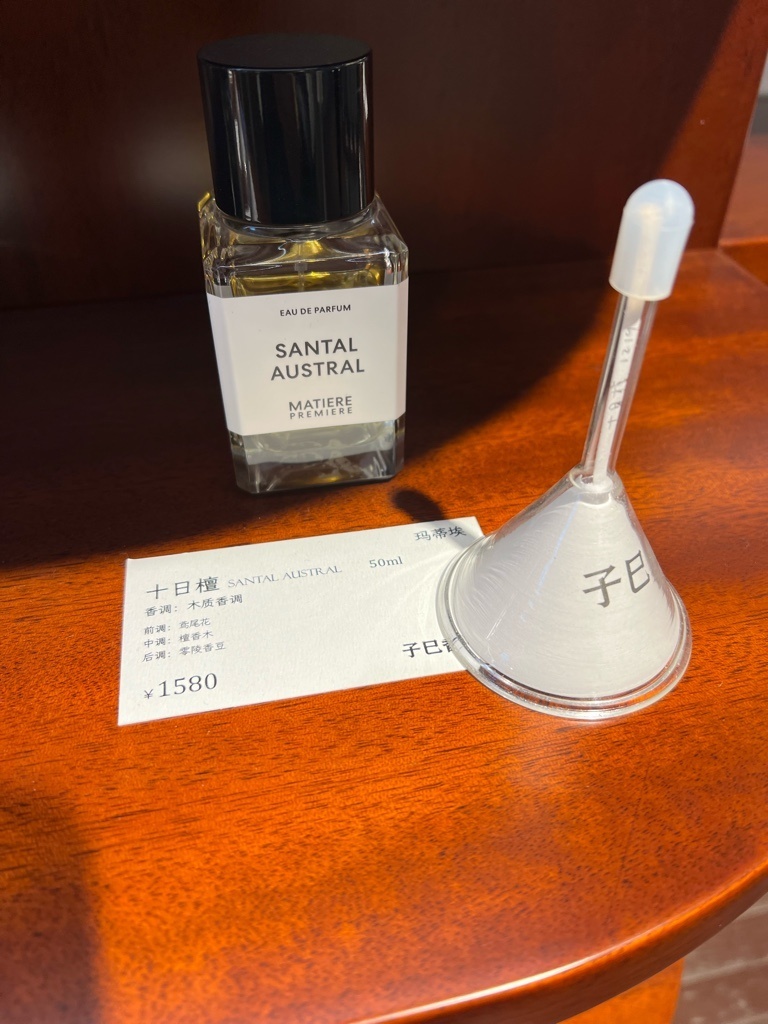 EAU DE PARFUM
SANTAL
AUSTRAL
MATIERE
PREMIERE
玛蒂埃
十日檀 SANTAL AUSTRAL 50ml
香调：木质香调
前调：鸢尾花
中调：檀香木
后调：零陵香豆
子巳香
¥1580
子巳